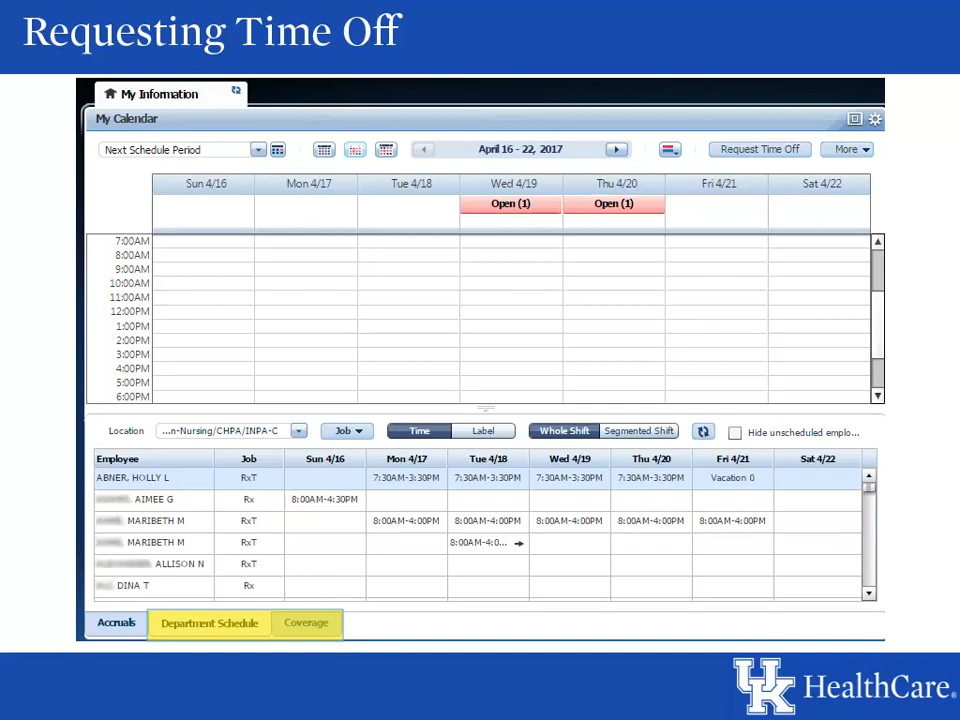 Requesting Time Off
My Information
My Calendar
Next Schedule Period
April 16 - 22, 2017
Request Time Off
More
Sun 4/16 Mon 4/17 Tue 4/18 Wed 4/19 Thu 4/20 Fri 4/21 Sat 4/22
Open (1) Open (1)
7:00AM
8:00AM
9:00AM
10:00AM
11:00AM
12:00PM
1:00PM
2:00PM
3:00PM
4:00PM
5:00PM
6:00PM
Location ...n-Nursing/CHPA/INPA-C Job Time Label Whole Shift Segmented Shift Hide unscheduled emplo...
Employee Job Sun 4/16 Mon 4/17 Tue 4/18 Wed 4/19 Thu 4/20 Fri 4/21 Sat 4/22
ABNER, HOLLY L RxT 7:30AM-3:30PM 7:30AM-3:30PM 7:30AM-3:30PM 7:30AM-3:30PM Vacation 0
AIMEE G Rx 8:00AM-4:30PM
MARIBETH M RxT 8:00AM-4:00PM 8:00AM-4:00PM 8:00AM-4:00PM 8:00AM-4:00PM 8:00AM-4:00PM
MARIBETH M RxT 8:00AM-4:0...
ALLISON N RxT
DINA T Rx
Accruals Department Schedule Coverage
UK HealthCare®